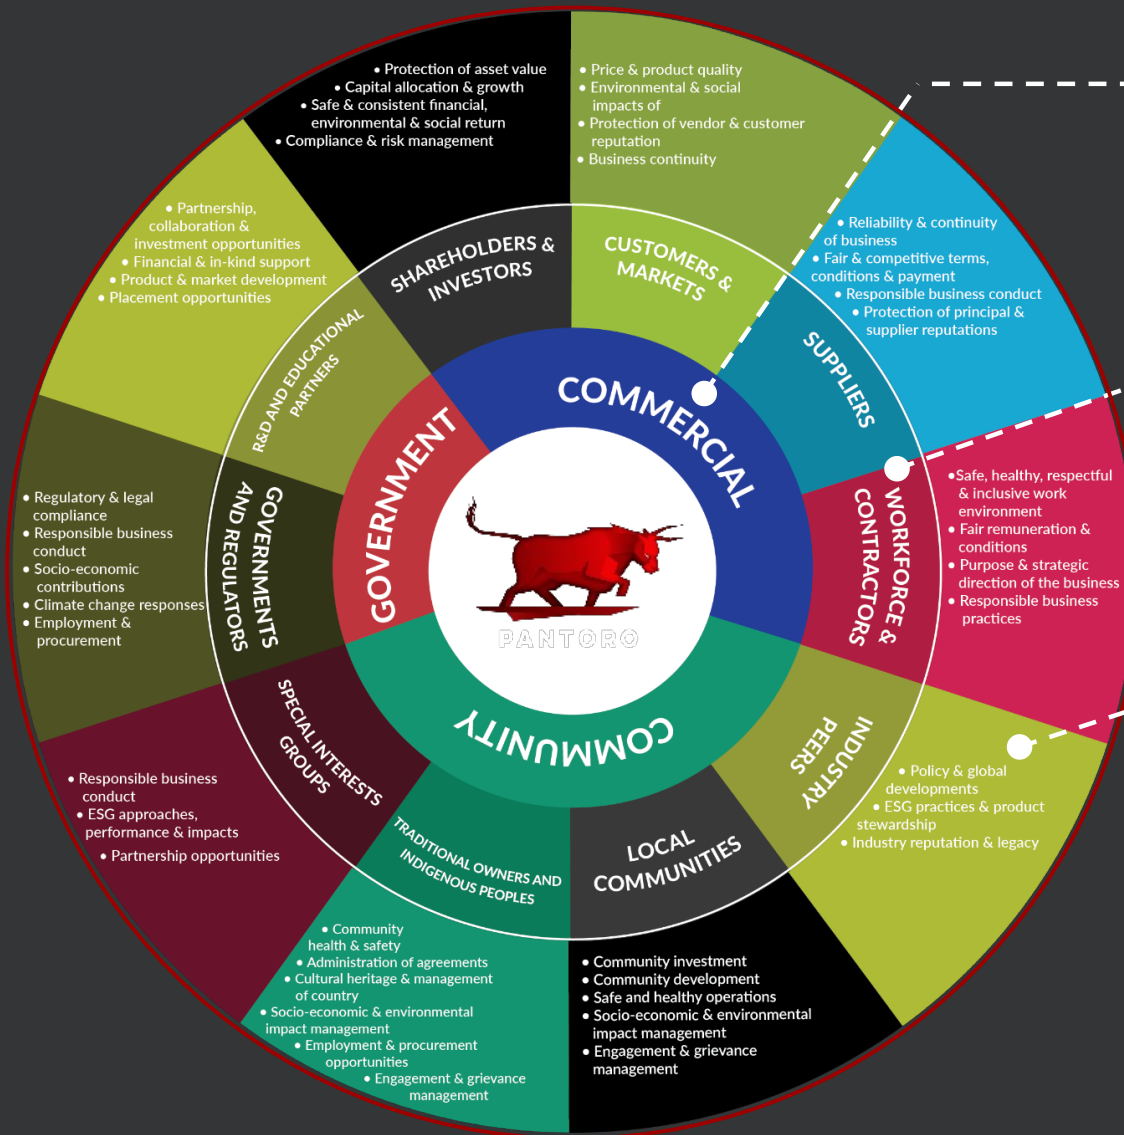 • Protection of asset value
• Capital allocation & growth
• Safe & consistent financial,
environmental & social return
• Compliance & risk management
• Price & product quality
• Environmental & social
impacts of
• Protection of vendor & customer
reputation
• Business continuity
• Reliability & continuity
of business
• Fair & competitive terms,
conditions & payment
• Responsible business conduct
• Protection of principal &
supplier reputations
•Safe, healthy, respectful
& inclusive work
environment
• Fair remuneration &
conditions
• Purpose & strategic
direction of the business
• Responsible business
practices
• Policy & global
developments
• ESG practices & product
stewardship
• Industry reputation & legacy
• Community investment
• Community development
• Safe and healthy operations
• Socio-economic & environmental
impact management
• Engagement & grievance
management
• Community
health & safety
• Administration of agreements
• Cultural heritage & management
of country
• Socio-economic & environmental
impact management
• Employment & procurement
opportunities
• Engagement & grievance
management
• Responsible business
conduct
• ESG approaches,
performance & impacts
• Partnership opportunities
• Regulatory & legal
compliance
• Responsible business
conduct
• Socio-economic
contributions
• Climate change responses
• Employment &
procurement
• Partnership,
collaboration &
investment opportunities
• Financial & in-kind support
• Product & market development
• Placement opportunities
SHAREHOLDERS &
INVESTORS
CUSTOMERS &
MARKETS
SUPPLIERS
WORKFORCE &
CONTRACTORS
INDUSTRY
PEERS
LOCAL
COMMUNITIES
TRADITIONAL OWNERS AND
INDIGENOUS PEOPLES
SPECIAL INTERESTS
GROUPS
GOVERNMENTS
AND REGULATORS
R&D AND EDUCATIONAL
PARTNERS
COMMERCIAL
COMMUNITY
GOVERNMENT
PANTORO